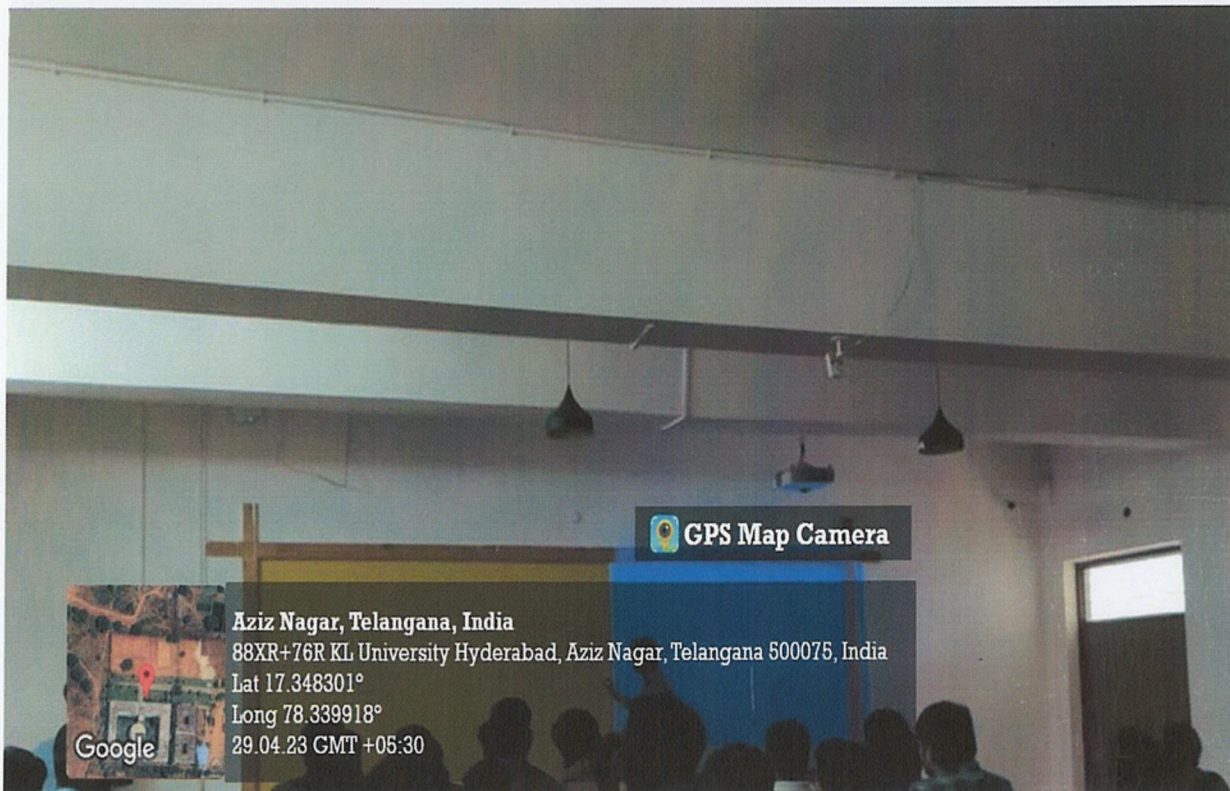 GPS Map Camera
Aziz Nagar, Telangana, India
88XR+76R KL University Hyderabad, Aziz Nagar, Telangana 500075, India
Lat 17.348301°
Long 78.339918°
29.04.23 GMT +05:30
Google